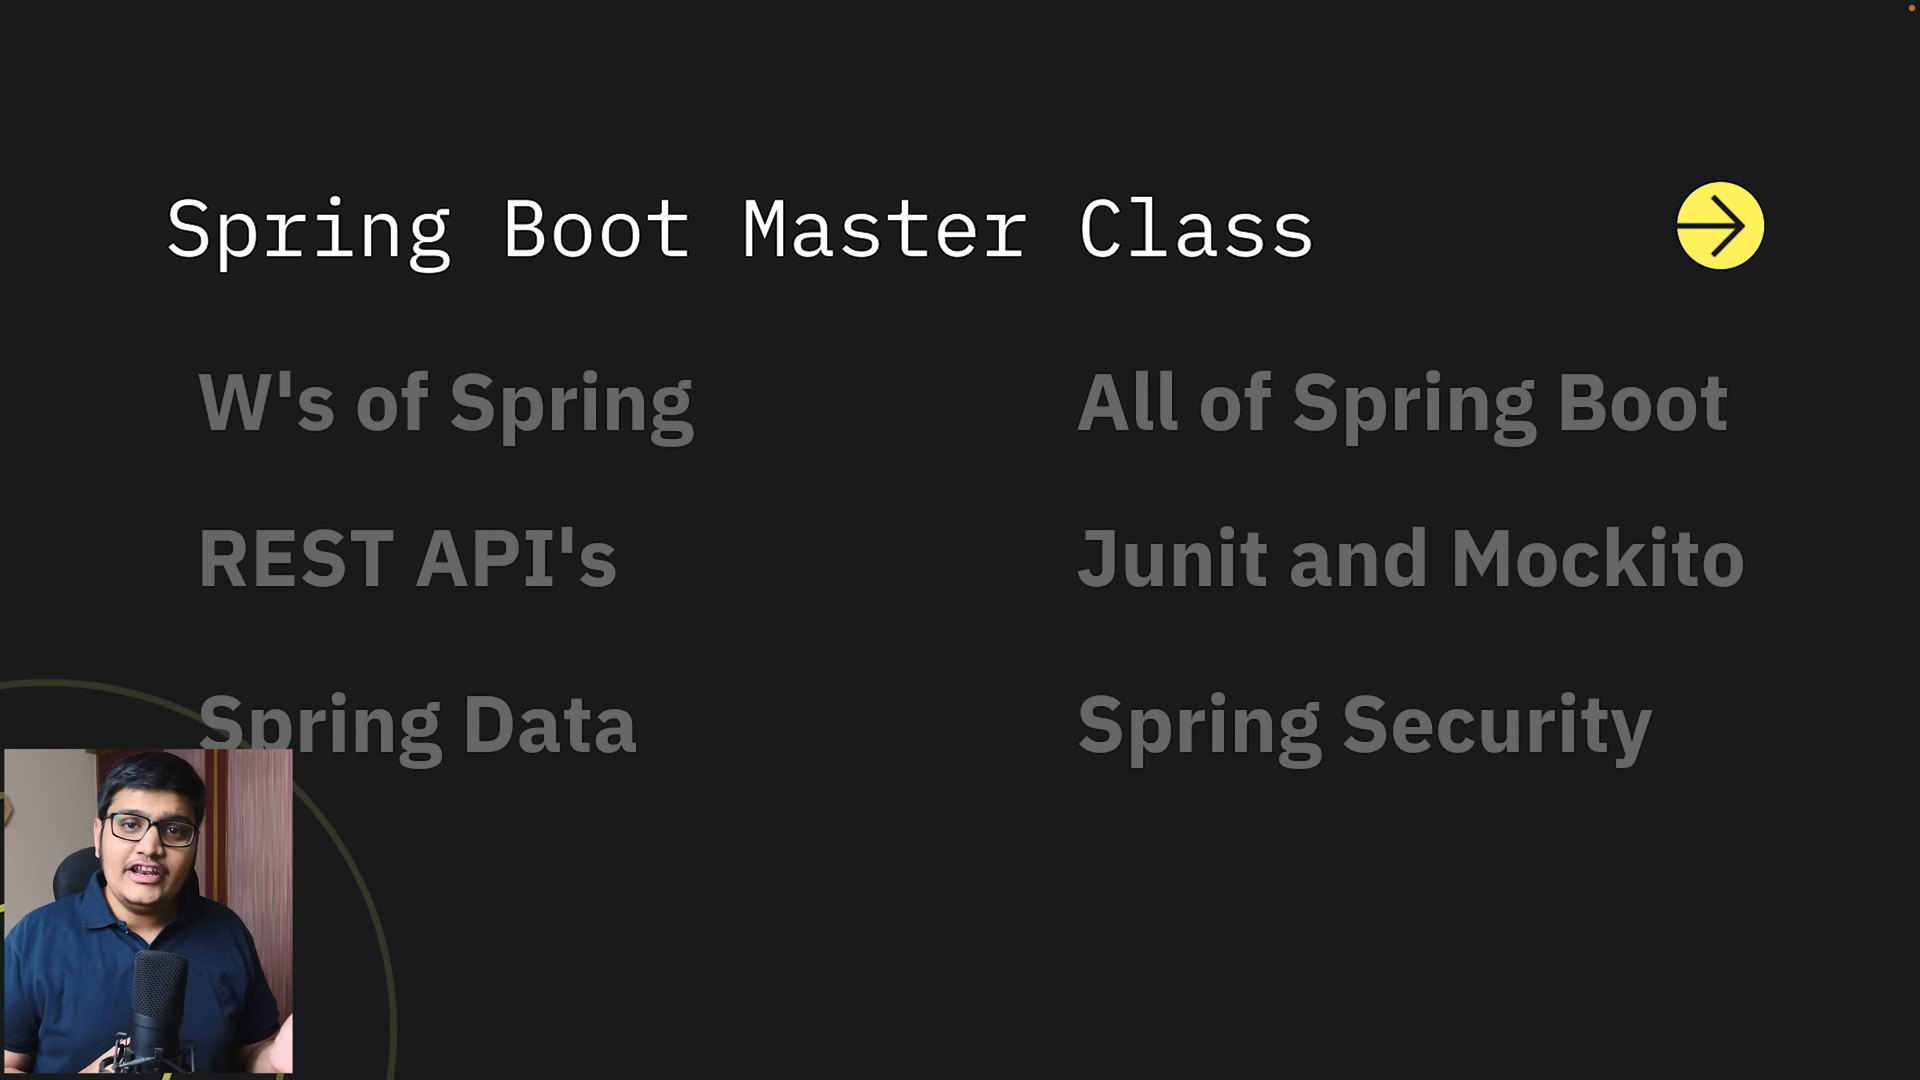 Spring Boot Master Class
W's of Spring
All of Spring Boot
REST API's
Junit and Mockito
Spring Data
Spring Security